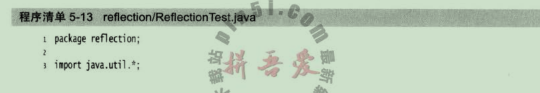 程序清单 5-13 reflection/ReflectionTest.java
1 package reflection;
2
3 import java.util.*;